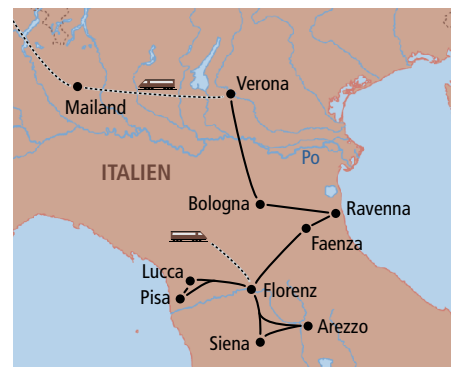 Verona
Mailand
Po
ITALIEN
Bologna
Ravenna
Faenza
Lucca
Florenz
Pisa
Arezzo
Siena